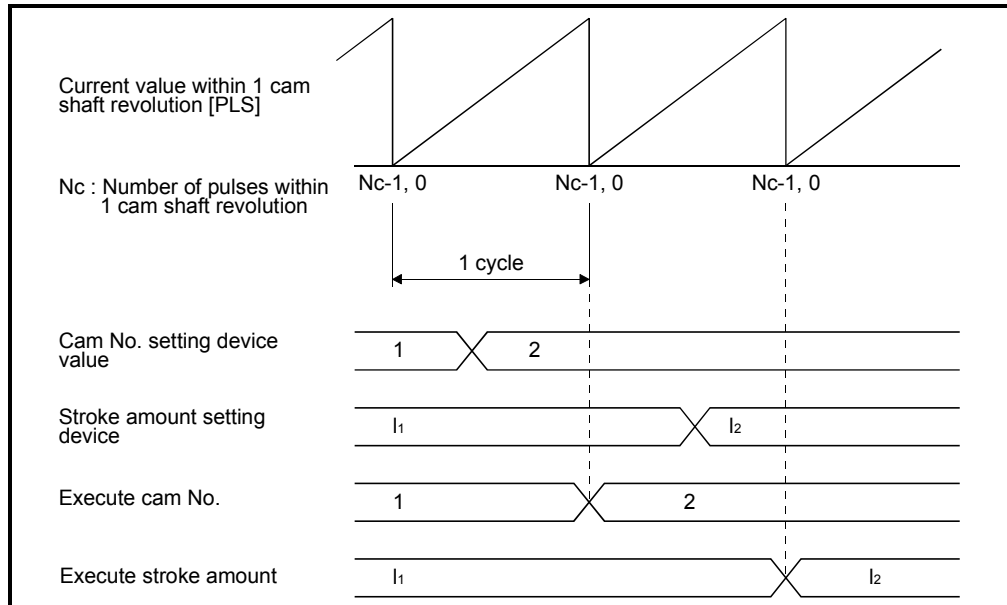 Current value within 1 cam
shaft revolution [PLS]
Nc : Number of pulses within
1 cam shaft revolution
Nc-1, 0
Nc-1, 0
Nc-1, 0
1 cycle
Cam No. setting device
value
1
2
Stroke amount setting
device
l1
l2
Execute cam No.
1
2
Execute stroke amount
l1
l2